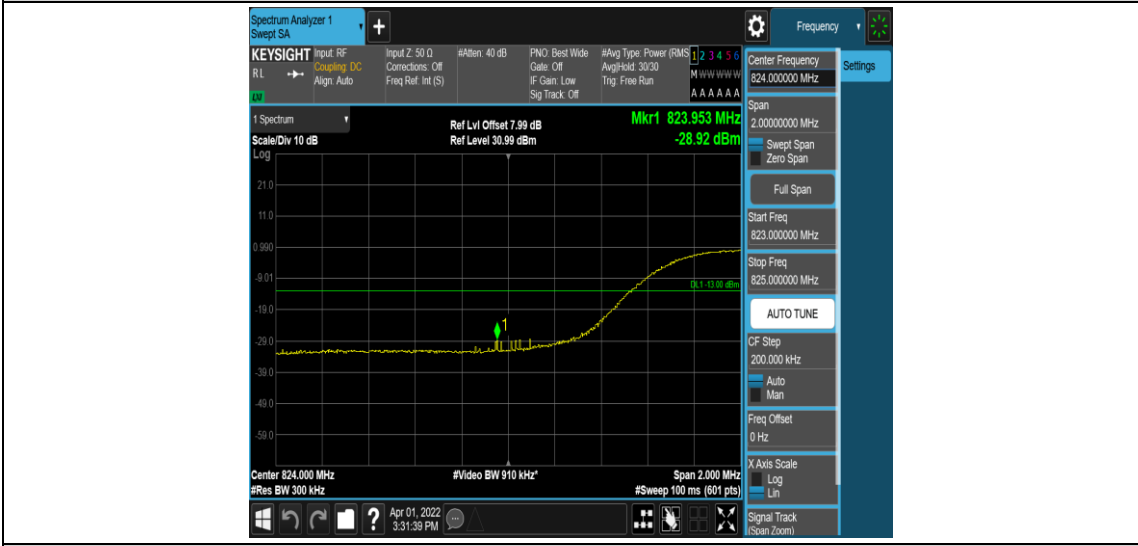 Spectrum Analyzer 1
Swept SA
+
Frequency
KEYSIGHT
RL
Input: RF
Coupling: DC
Align: Auto
Input Z: 50 Ω
Corrections: Off
Freq Ref: Int (S)
#Atten: 40 dB
PNO: Best Wide
Gate: Off
IF Gain: Low
Sig Track: Off
#Avg Type: Power (RMS
Avg|Hold: 30/30
Trig: Free Run
1 2 3 4 5 6
M W W W W W
A A A A A A
1 Spectrum
Scale/Div 10 dB
Log
Ref Lvl Offset 7.99 dB
Ref Level 30.99 dBm
Mkr1 823.953 MHz
-28.92 dBm
21.0
11.0
0.990
-9.01
DL1 -13.00 dBm
-19.0
1
-29.0
-39.0
-49.0
-59.0
Center 824.000 MHz
#Video BW 910 kHz*
Span 2.000 MHz
#Res BW 300 kHz
#Sweep 100 ms (601 pts)
?
Apr 01, 2022
3:31:39 PM
Center Frequency
824.000000 MHz
Settings
Span
2.00000000 MHz
Swept Span
Zero Span
Full Span
Start Freq
823.000000 MHz
Stop Freq
825.000000 MHz
AUTO TUNE
CF Step
200.000 kHz
Auto
Man
Freq Offset
0 Hz
X Axis Scale
Log
Lin
Signal Track
(Span Zoom)